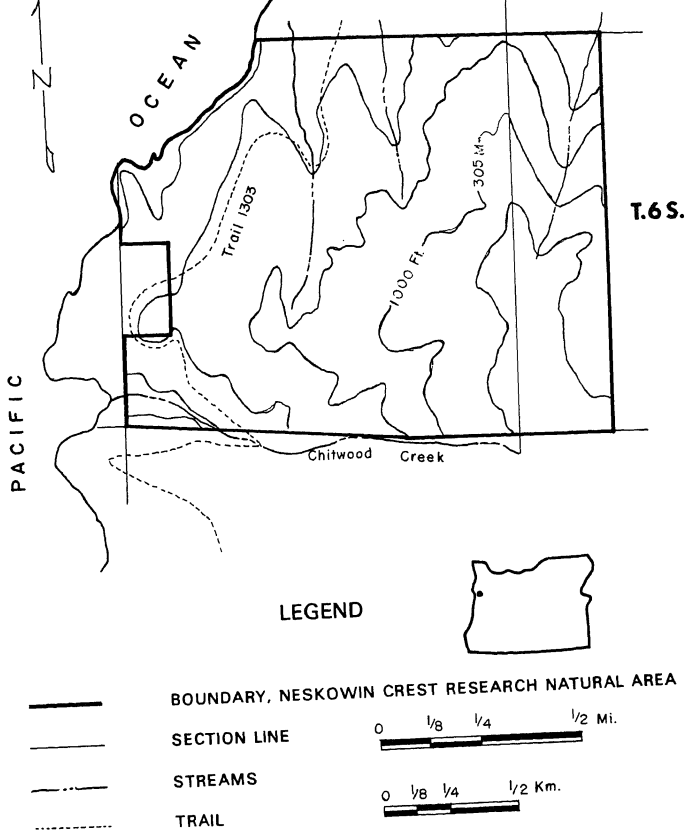 N
OCEAN
305 M
T.6 S.
Trail 1303
1000 Ft.
PACIFIC
Chitwood Creek
LEGEND
BOUNDARY, NESKOWIN CREST RESEARCH NATURAL AREA
SECTION LINE
0 1/8 1/4 1/2 Mi.
STREAMS
0 1/8 1/4 1/2 Km.
TRAIL